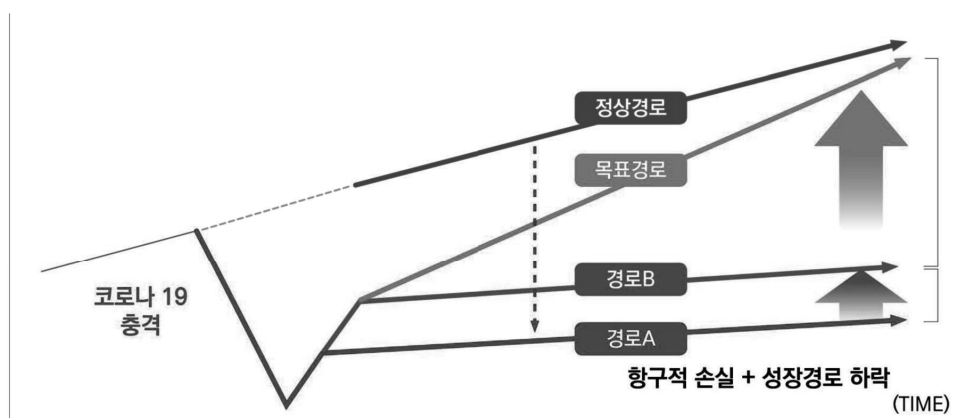 정상경로
목표경로
코로나 19
충격
경로B
경로A
항구적 손실 + 성장경로 하락
(TIME)